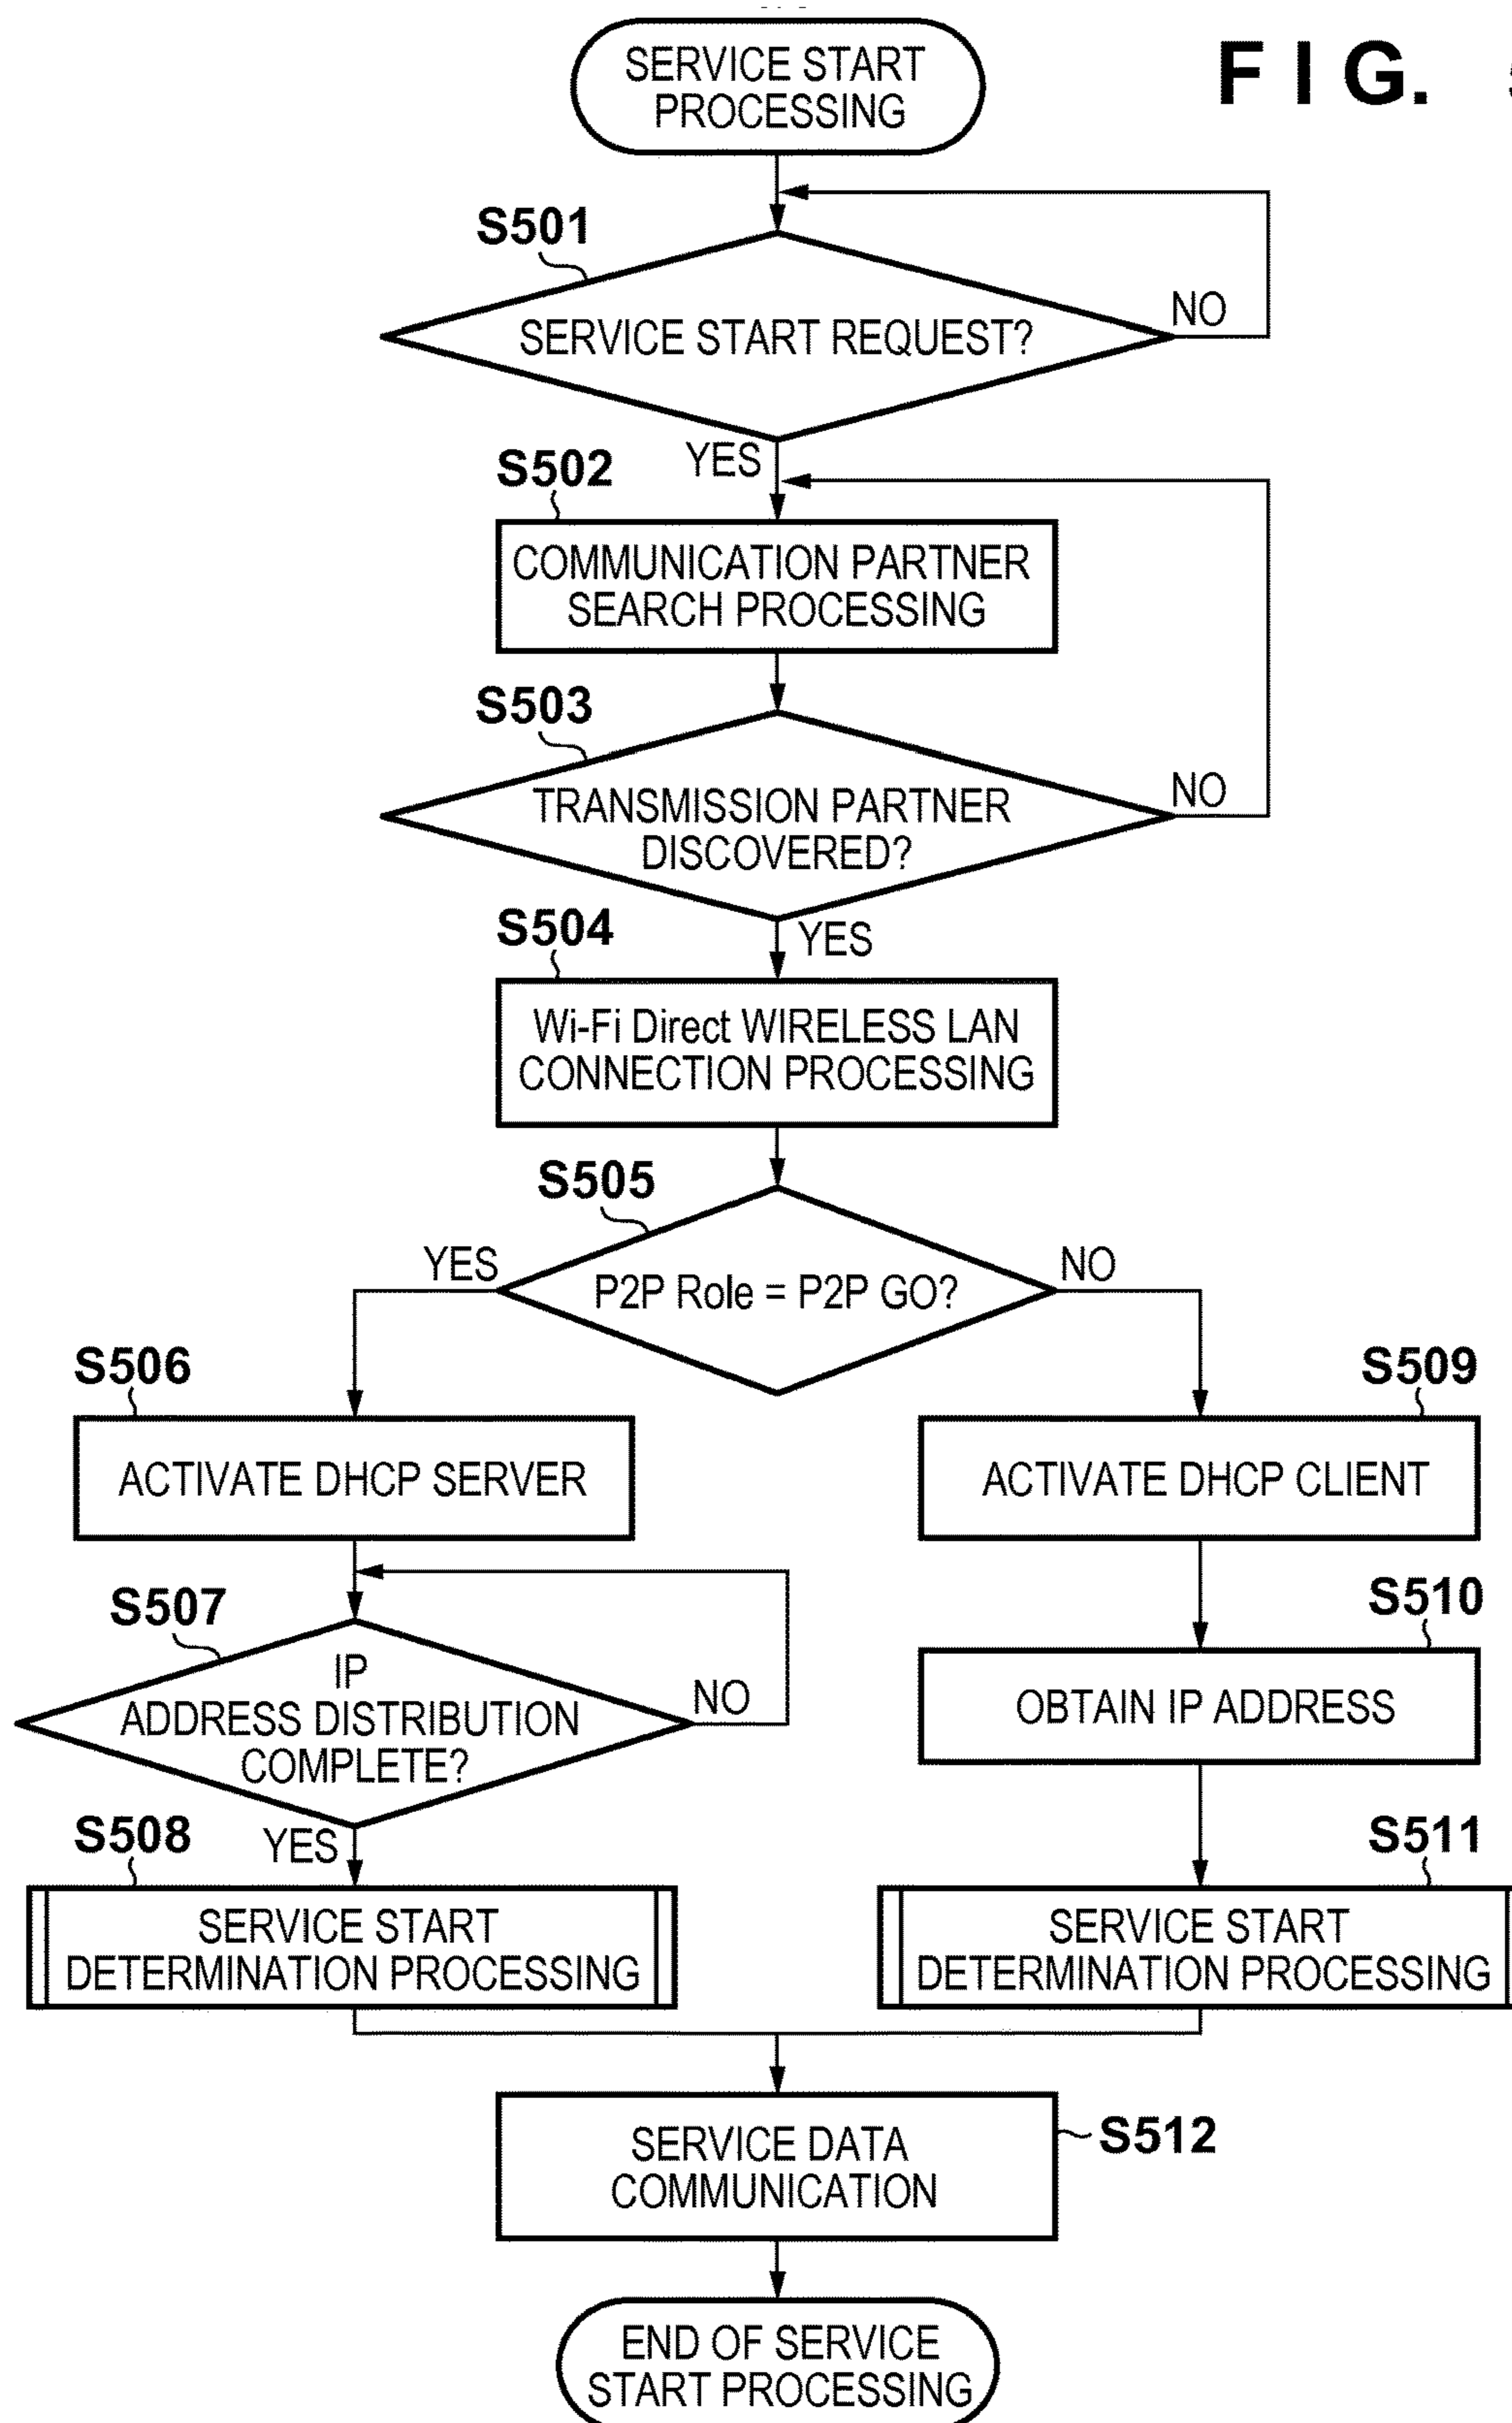 SERVICE START
PROCESSING
FIG. 5
S501
SERVICE START REQUEST?
NO
YES
S502
COMMUNICATION PARTNER
SEARCH PROCESSING
S503
TRANSMISSION PARTNER
DISCOVERED?
NO
YES
S504
Wi-Fi Direct WIRELESS LAN
CONNECTION PROCESSING
S505
YES
P2P Role = P2P GO?
NO
S506
ACTIVATE DHCP SERVER
S509
ACTIVATE DHCP CLIENT
S507
IP
ADDRESS DISTRIBUTION
COMPLETE?
NO
YES
S510
OBTAIN IP ADDRESS
S508
SERVICE START
DETERMINATION PROCESSING
S511
SERVICE START
DETERMINATION PROCESSING
SERVICE DATA
COMMUNICATION
S512
END OF SERVICE
START PROCESSING